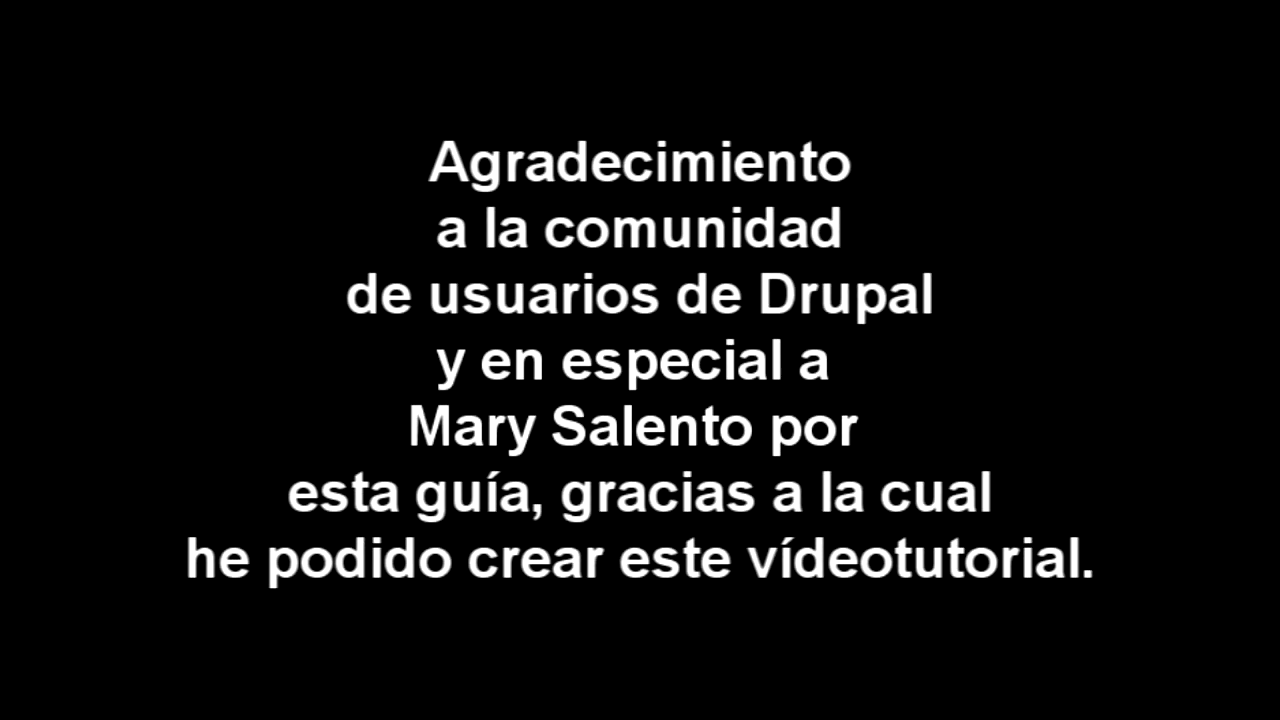 Agradecimiento
a la comunidad
de usuarios de Drupal
y en especial a
Mary Salento por
esta guía, gracias a la cual
he podido crear este vídeotutorial.